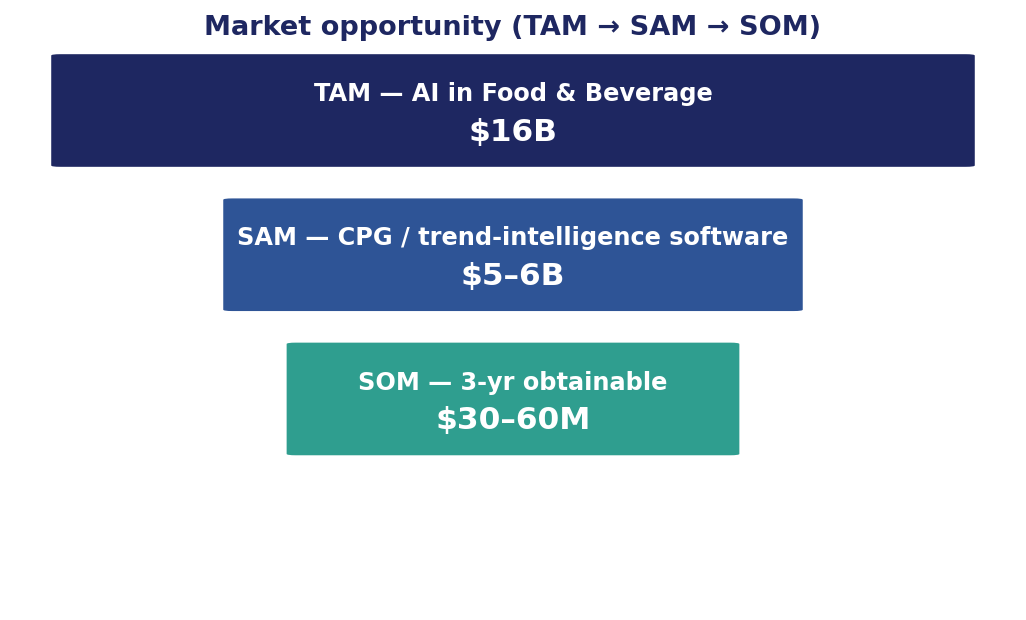 Market opportunity (TAM → SAM → SOM)
TAM — AI in Food & Beverage
$16B
SAM — CPG / trend-intelligence software
$5–6B
SOM — 3-yr obtainable
$30–60M